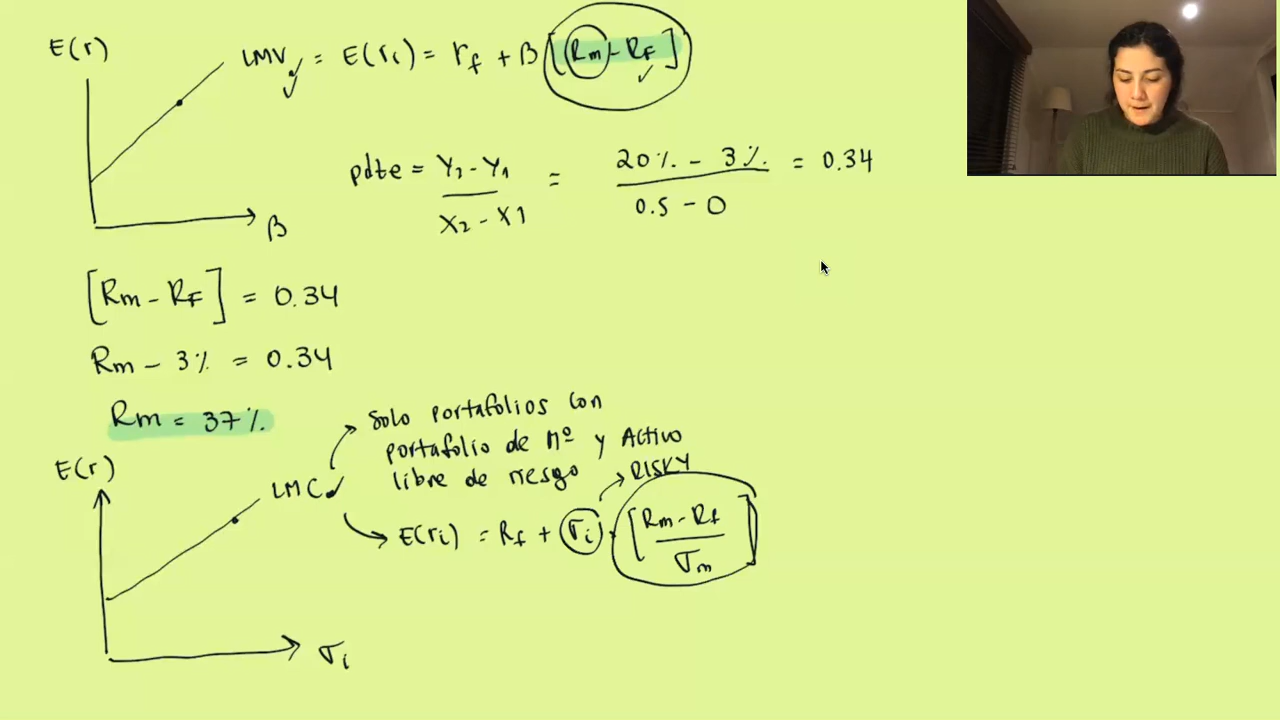 E(r)
LMV = E(ri) = rf + β [Rm - RF]
pdte = Y2 - Y1 / X2 - X1 = 20% - 3% / 0.5 - 0 = 0.34
β
[Rm - RF] = 0.34
Rm - 3% = 0.34
Rm = 37%
Solo portafolios con
portafolio de mº y Activo
libre de riesgo
E(r)
LMC
RISKY
E(ri) = Rf + σi · [Rm - Rf / σm]
σi